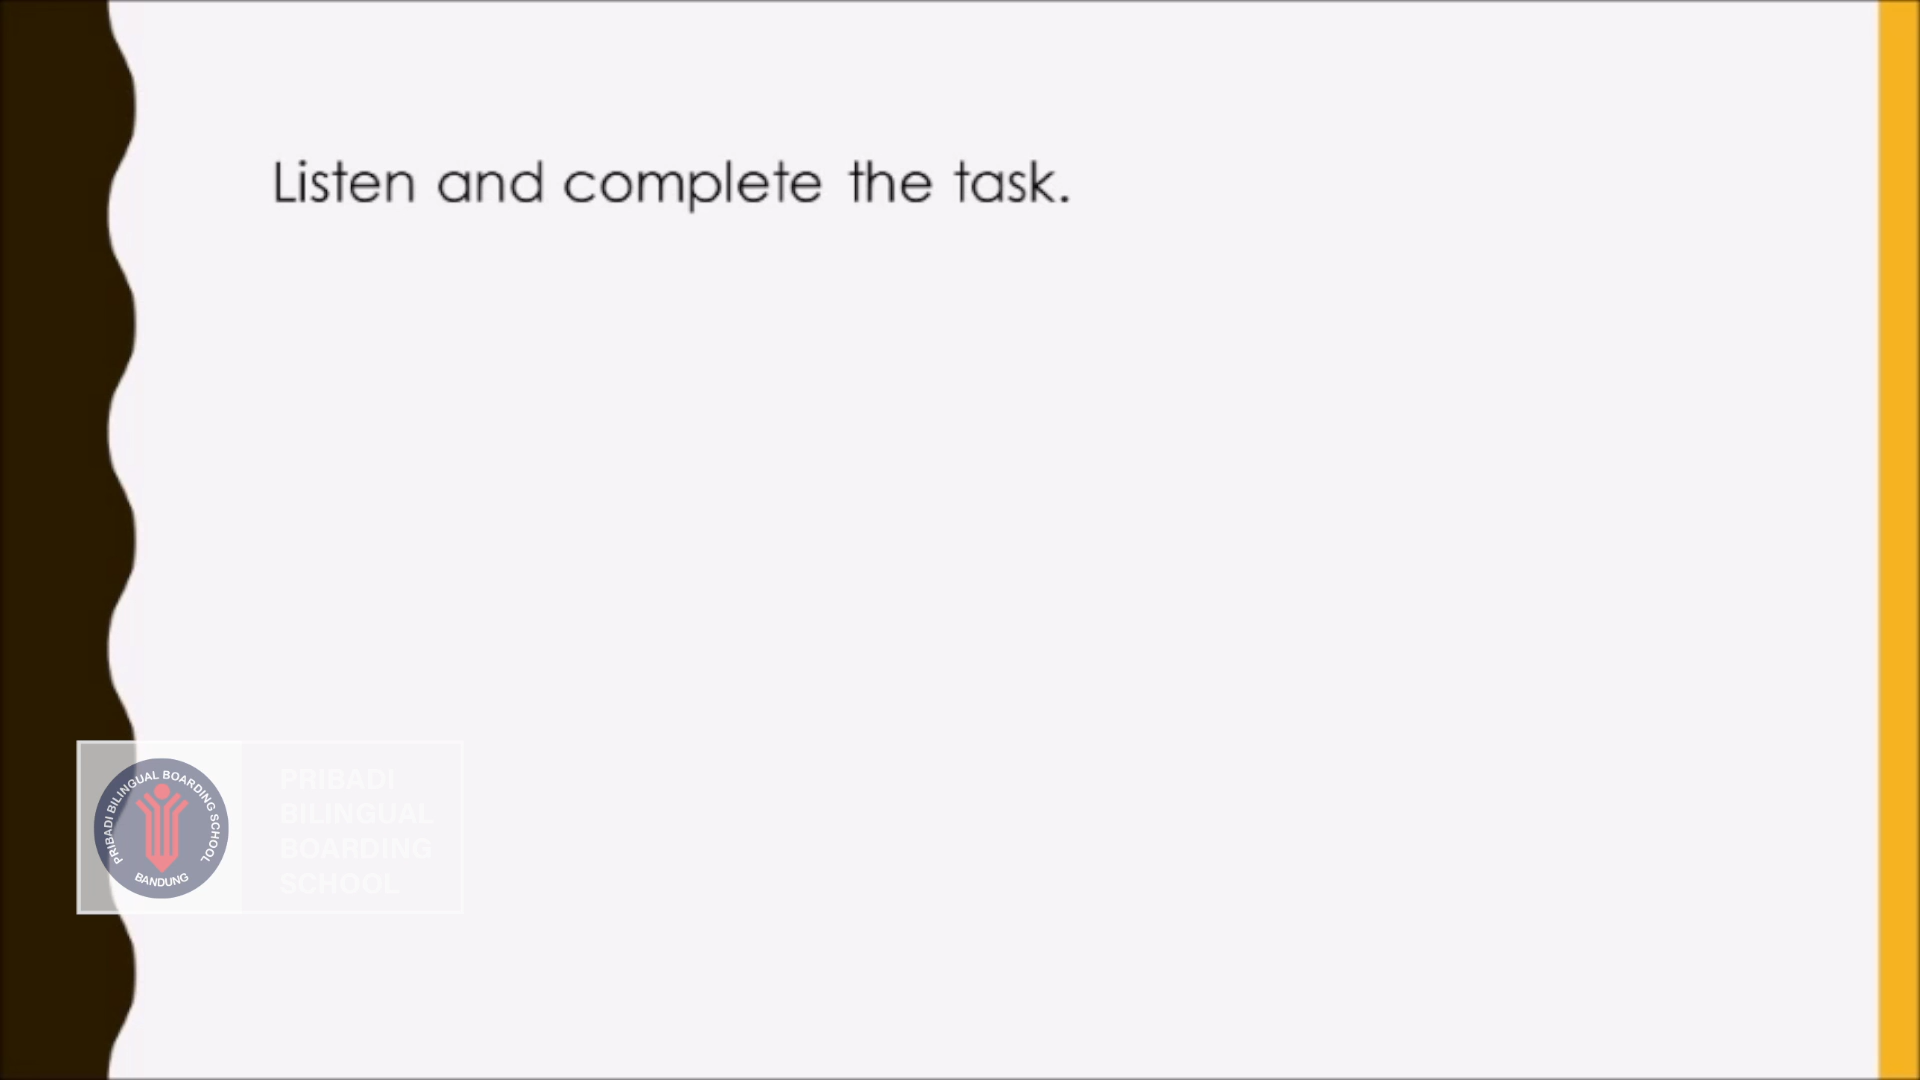 Listen and complete the task.
PRIBADI BILINGUAL BOARDING SCHOOL
BANDUNG
PRIBADI
BILINGUAL
BOARDING
SCHOOL